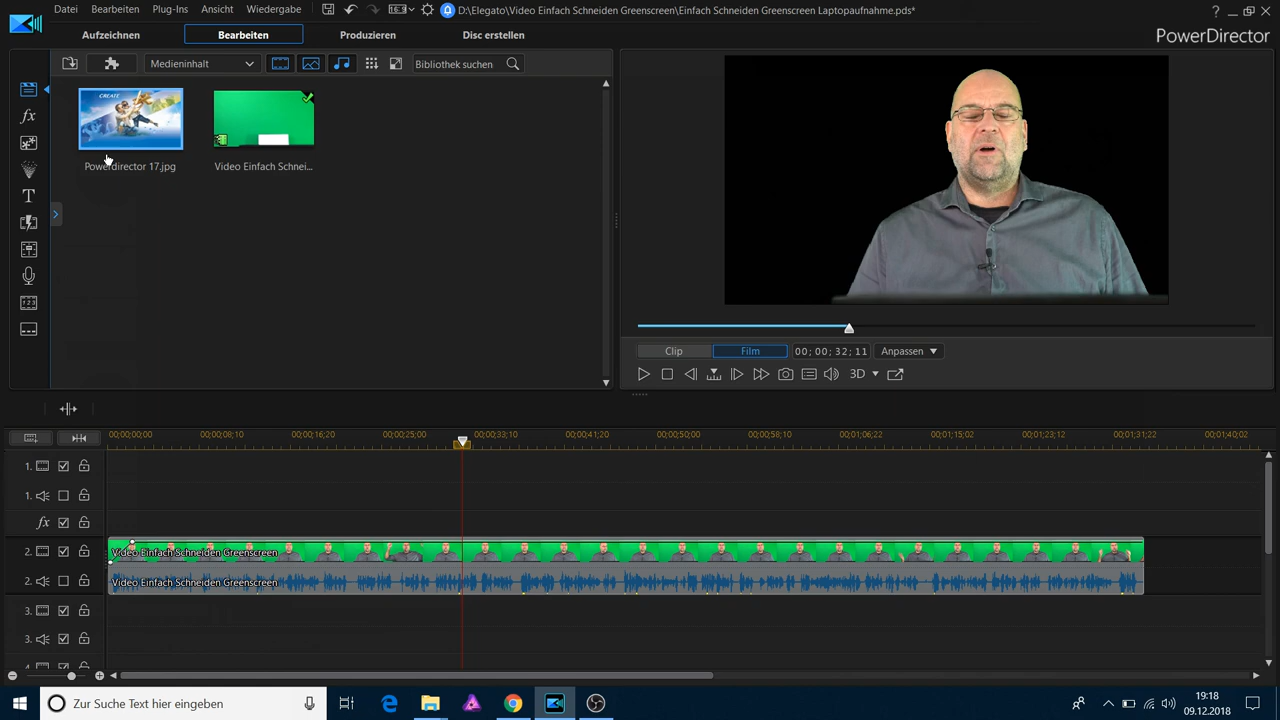 Datei Bearbeiten Plug-Ins Ansicht Wiedergabe D:\Elegato\Video Einfach Schneiden Greenscreen\Einfach Schneiden Greenscreen Laptopaufnahme.pds* ?
Aufzeichnen Bearbeiten Produzieren Disc erstellen PowerDirector
Medieninhalt Bibliothek suchen
fx
T
CREATE
Powerdirector 17.jpg Video Einfach Schnei...
Clip Film 00; 00; 32; 11 Anpassen
3D
00;00;00;00 00;00;08;10 00;00;16;20 00;00;25;00 00;00;33;10 00;00;41;20 00;00;50;00 00;00;58;10 00;01;06;22 00;01;15;02 00;01;23;12 00;01;31;22 00;01;40;02
1.
1.
fx
2. Video Einfach Schneiden Greenscreen
2. Video Einfach Schneiden Greenscreen
3.
3.
4.
Zur Suche Text hier eingeben
19:18
09.12.2018